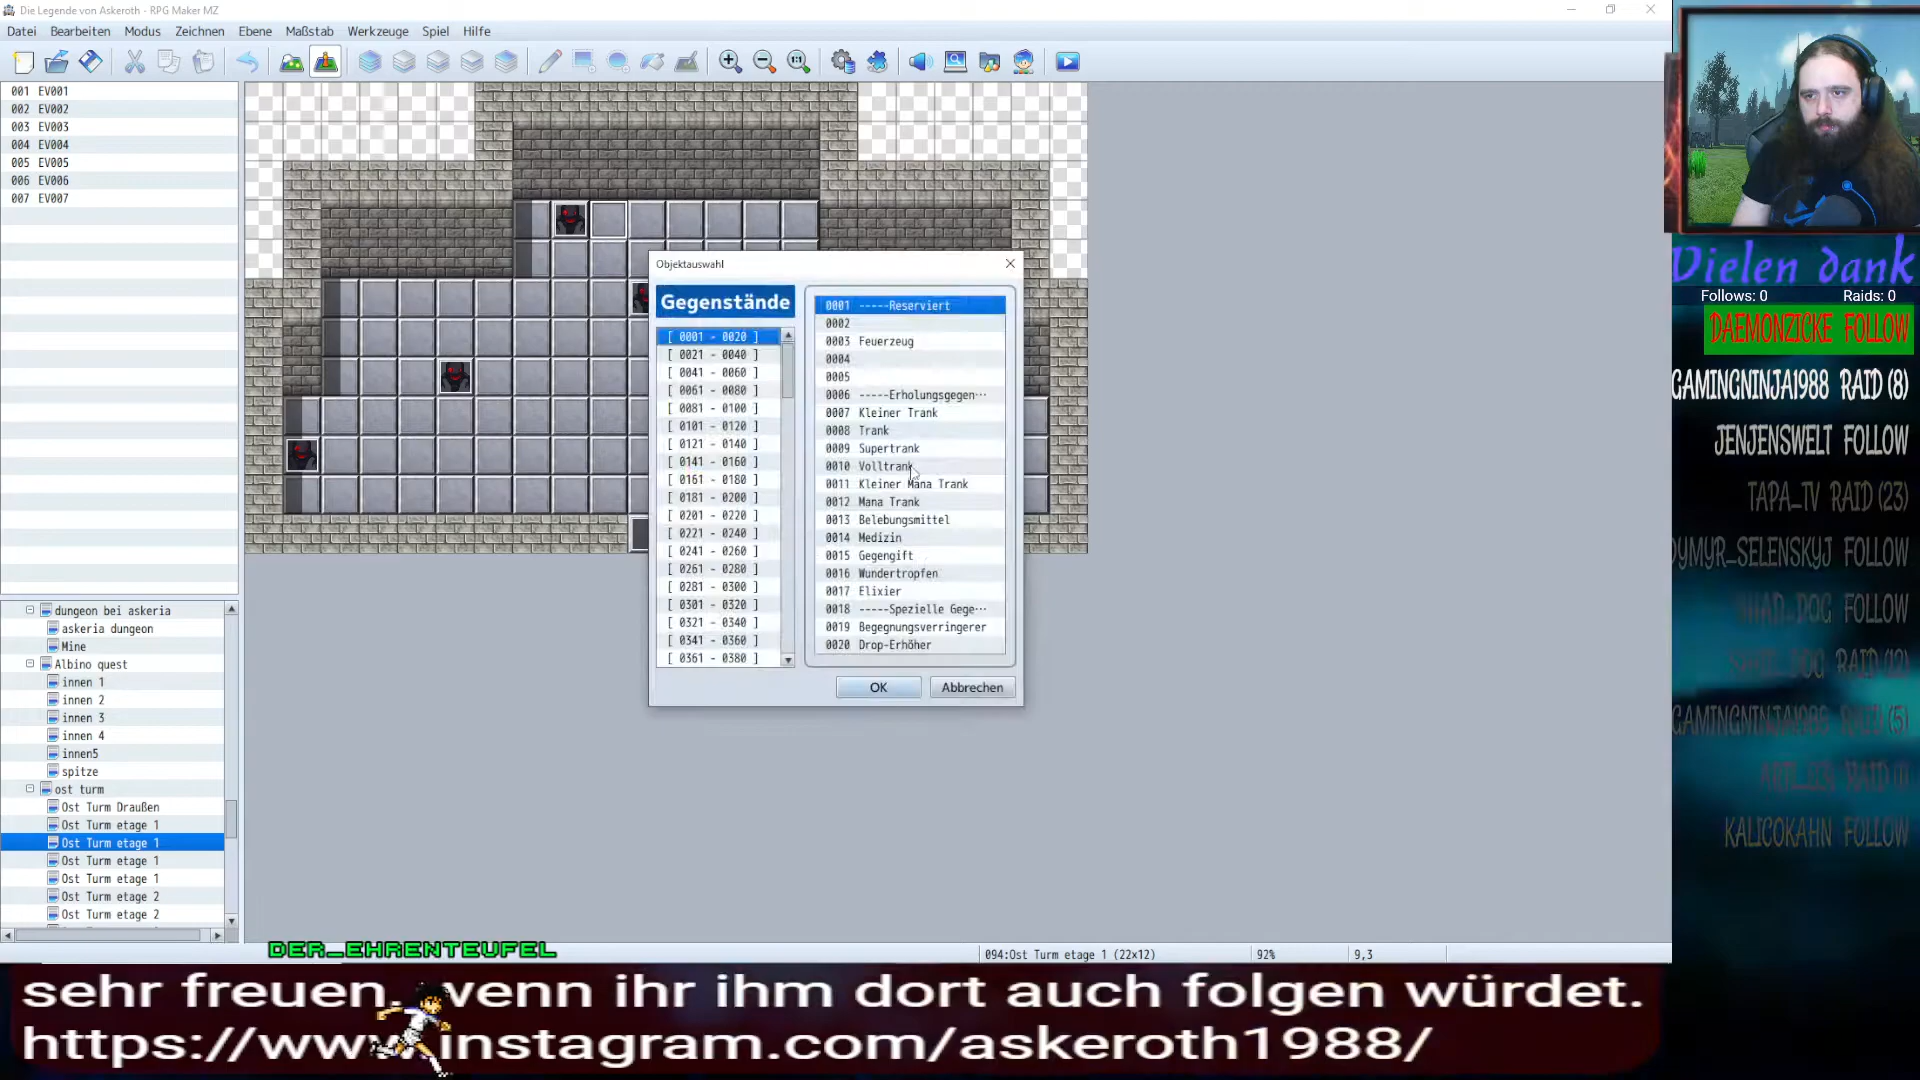 Die Legende von Askeroth - RPG Maker MZ
Datei Bearbeiten Modus Zeichnen Ebene Maßstab Werkzeuge Spiel Hilfe
001 EV001
002 EV002
003 EV003
004 EV004
005 EV005
006 EV006
007 EV007
dungeon bei askeria
askeria dungeon
Mine
Albino quest
innen 1
innen 2
innen 3
innen 4
innen5
spitze
ost turm
Ost Turm Draußen
Ost Turm etage 1
Ost Turm etage 1
Ost Turm etage 1
Ost Turm etage 1
Ost Turm etage 2
Ost Turm etage 2
Objektauswahl
Gegenstände
[ 0001 - 0020 ]
[ 0021 - 0040 ]
[ 0041 - 0060 ]
[ 0061 - 0080 ]
[ 0081 - 0100 ]
[ 0101 - 0120 ]
[ 0121 - 0140 ]
[ 0141 - 0160 ]
[ 0161 - 0180 ]
[ 0181 - 0200 ]
[ 0201 - 0220 ]
[ 0221 - 0240 ]
[ 0241 - 0260 ]
[ 0261 - 0280 ]
[ 0281 - 0300 ]
[ 0301 - 0320 ]
[ 0321 - 0340 ]
[ 0341 - 0360 ]
[ 0361 - 0380 ]
0001 -----Reserviert
0002
0003 Feuerzeug
0004
0005
0006 -----Erholungsgegen…
0007 Kleiner Trank
0008 Trank
0009 Supertrank
0010 Volltrank
0011 Kleiner Mana Trank
0012 Mana Trank
0013 Belebungsmittel
0014 Medizin
0015 Gegengift
0016 Wundertropfen
0017 Elixier
0018 -----Spezielle Gege…
0019 Begegnungsverringerer
0020 Drop-Erhöher
OK Abbrechen
Vielen dank
Follows: 0 Raids: 0
DAEMONZICKE FOLLOW
GAMINGNINJA1988 RAID (8)
JENJENSWELT FOLLOW
TAPA_TV RAID (23)
DYMYR_SELENSKYJ FOLLOW
FOLLOW
RAID (12)
GAMINGNINJA1988 RAID (5)
KALICOKAHN FOLLOW
DER_EHRENTEUFEL
094:Ost Turm etage 1 (22x12) 92% 9,3
sehr freuen wenn ihr ihm dort auch folgen würdet.
https://www.instagram.com/askeroth1988/